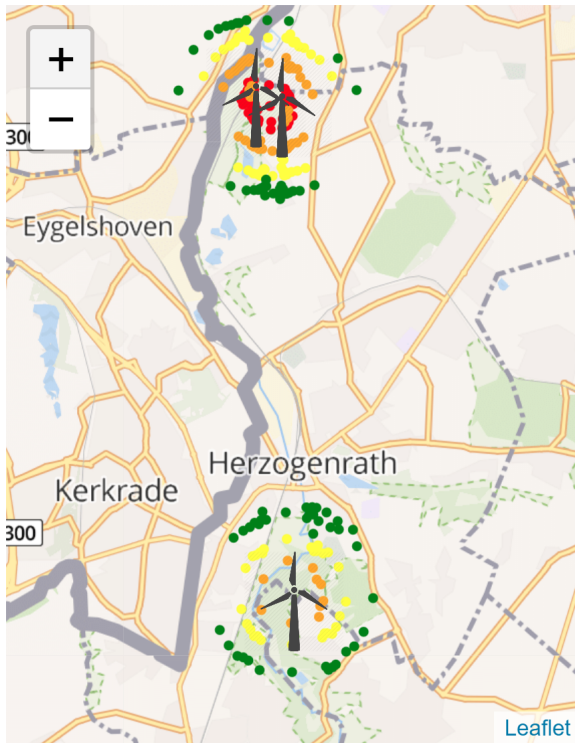 +
−
300
Eygelshoven
Herzogenrath
Kerkrade
300
Leaflet